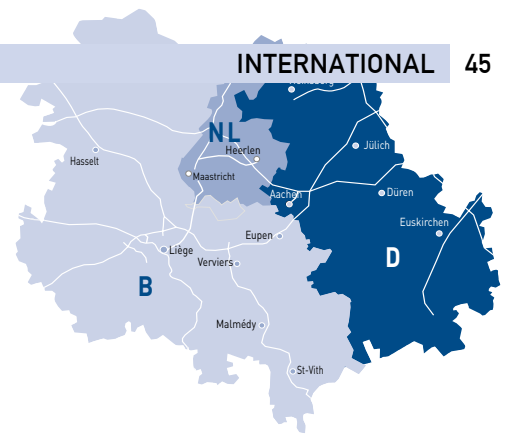 INTERNATIONAL 45
NL
Jülich
Heerlen
Hasselt
Maastricht
Aachen
Düren
Euskirchen
Eupen
Liège
D
Verviers
B
Malmédy
St-Vith